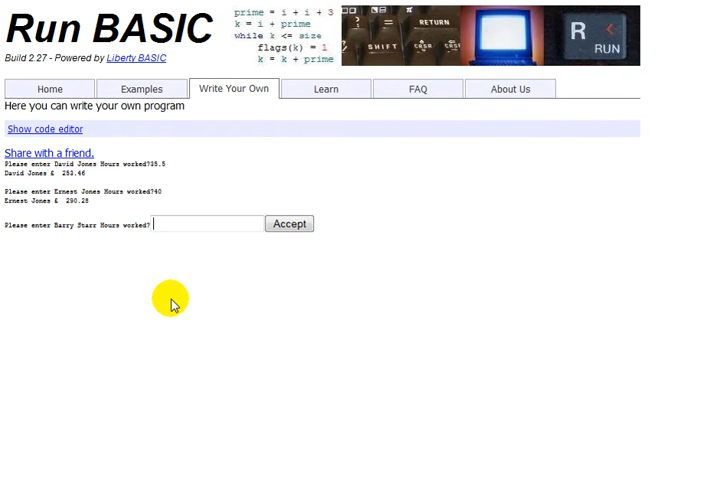 Run BASIC
Build 2.27 - Powered by Liberty BASIC
prime = i + i + 3
k = i + prime
while k <= size
flags(k) = 1
k = k + prime
RETURN
SHIFT
CRSR
R
RUN
Home Examples Write Your Own Learn FAQ About Us
Here you can write your own program
Show code editor
Share with a friend.
Please enter David Jones Hours worked?35.5
David Jones £ 253.46
Please enter Ernest Jones Hours worked?40
Ernest Jones £ 290.28
Please enter Barry Starr Hours worked?
Accept